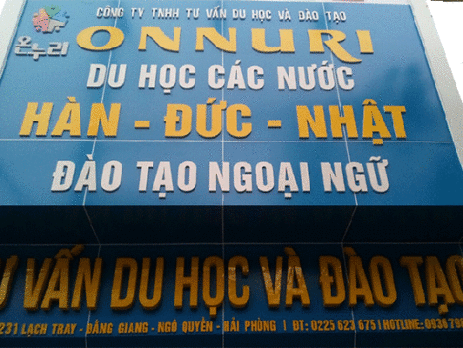 CÔNG TY TNHH TƯ VẤN DU HỌC VÀ ĐÀO TẠO
온누리 ONNURI
DU HỌC CÁC NƯỚC
HÀN - ĐỨC - NHẬT
ĐÀO TẠO NGOẠI NGỮ
VẤN DU HỌC VÀ ĐÀO TẠO
231 LẠCH TRAY - ĐẰNG GIANG - NGÔ QUYỀN - HẢI PHÒNG | ĐT: 0225 623 675 | HOTLINE: 0936